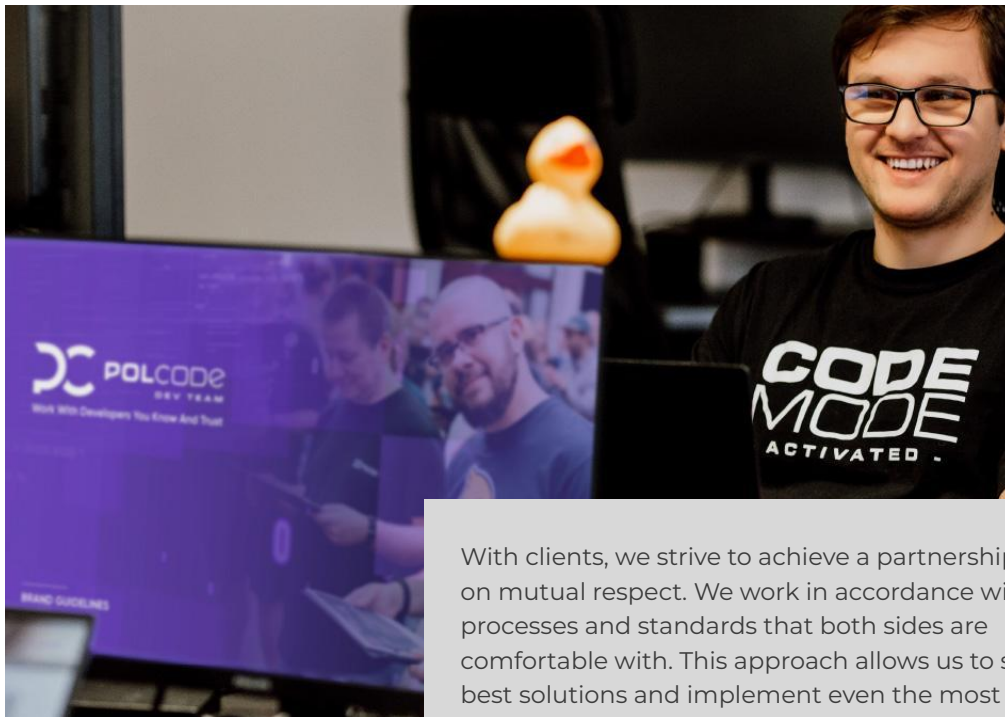 POLCODE
DEV TEAM
Work With Developers You Know And Trust
BRAND GUIDELINES
CODE
MODE
ACTIVATED -
With clients, we strive to achieve a partnership
on mutual respect. We work in accordance wi
processes and standards that both sides are
comfortable with. This approach allows us to s
best solutions and implement even the most